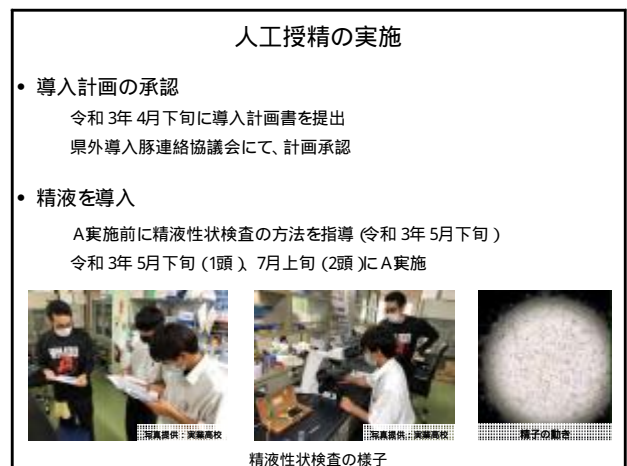 人工授精の実施
• 導入計画の承認
令和3年4月下旬に導入計画書を提出
県外導入豚連絡協議会にて、計画承認
• 精液を導入
A実施前に精液性状検査の方法を指導(令和3年5月下旬)
令和3年5月下旬(1頭)、7月上旬(2頭)にA実施
写真提供:実業高校
写真提供:実業高校
精子の動き
精液性状検査の様子